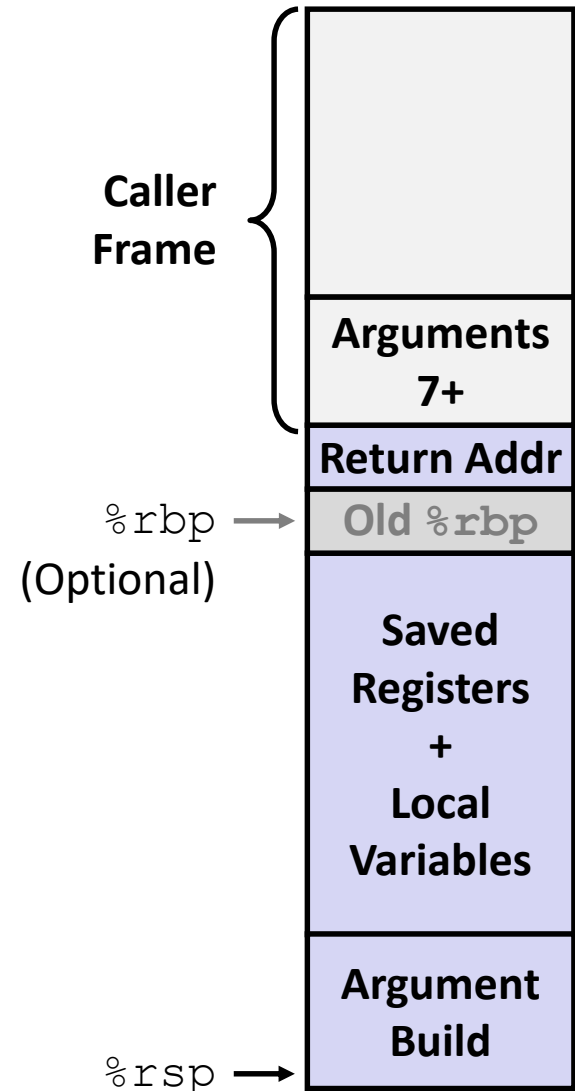 Caller
Frame
Arguments
7+
Return Addr
%rbp
(Optional)
Old %rbp
Saved
Registers
+
Local
Variables
Argument
Build
%rsp